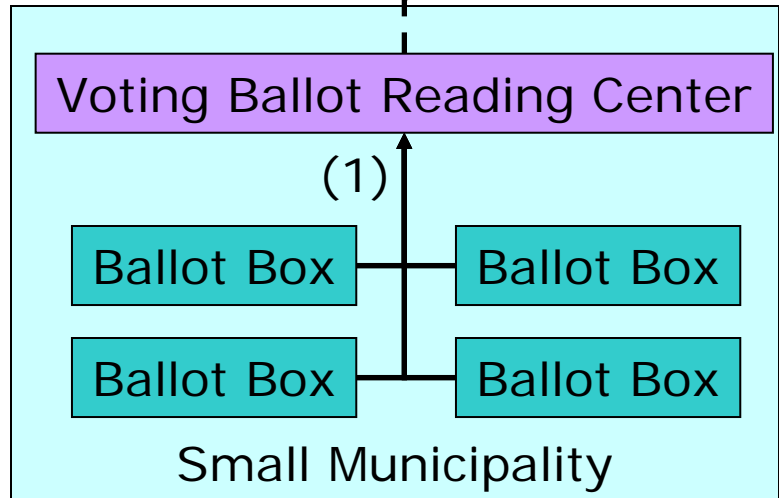 Voting Ballot Reading Center
(1)
Ballot Box Ballot Box
Ballot Box Ballot Box
Small Municipality